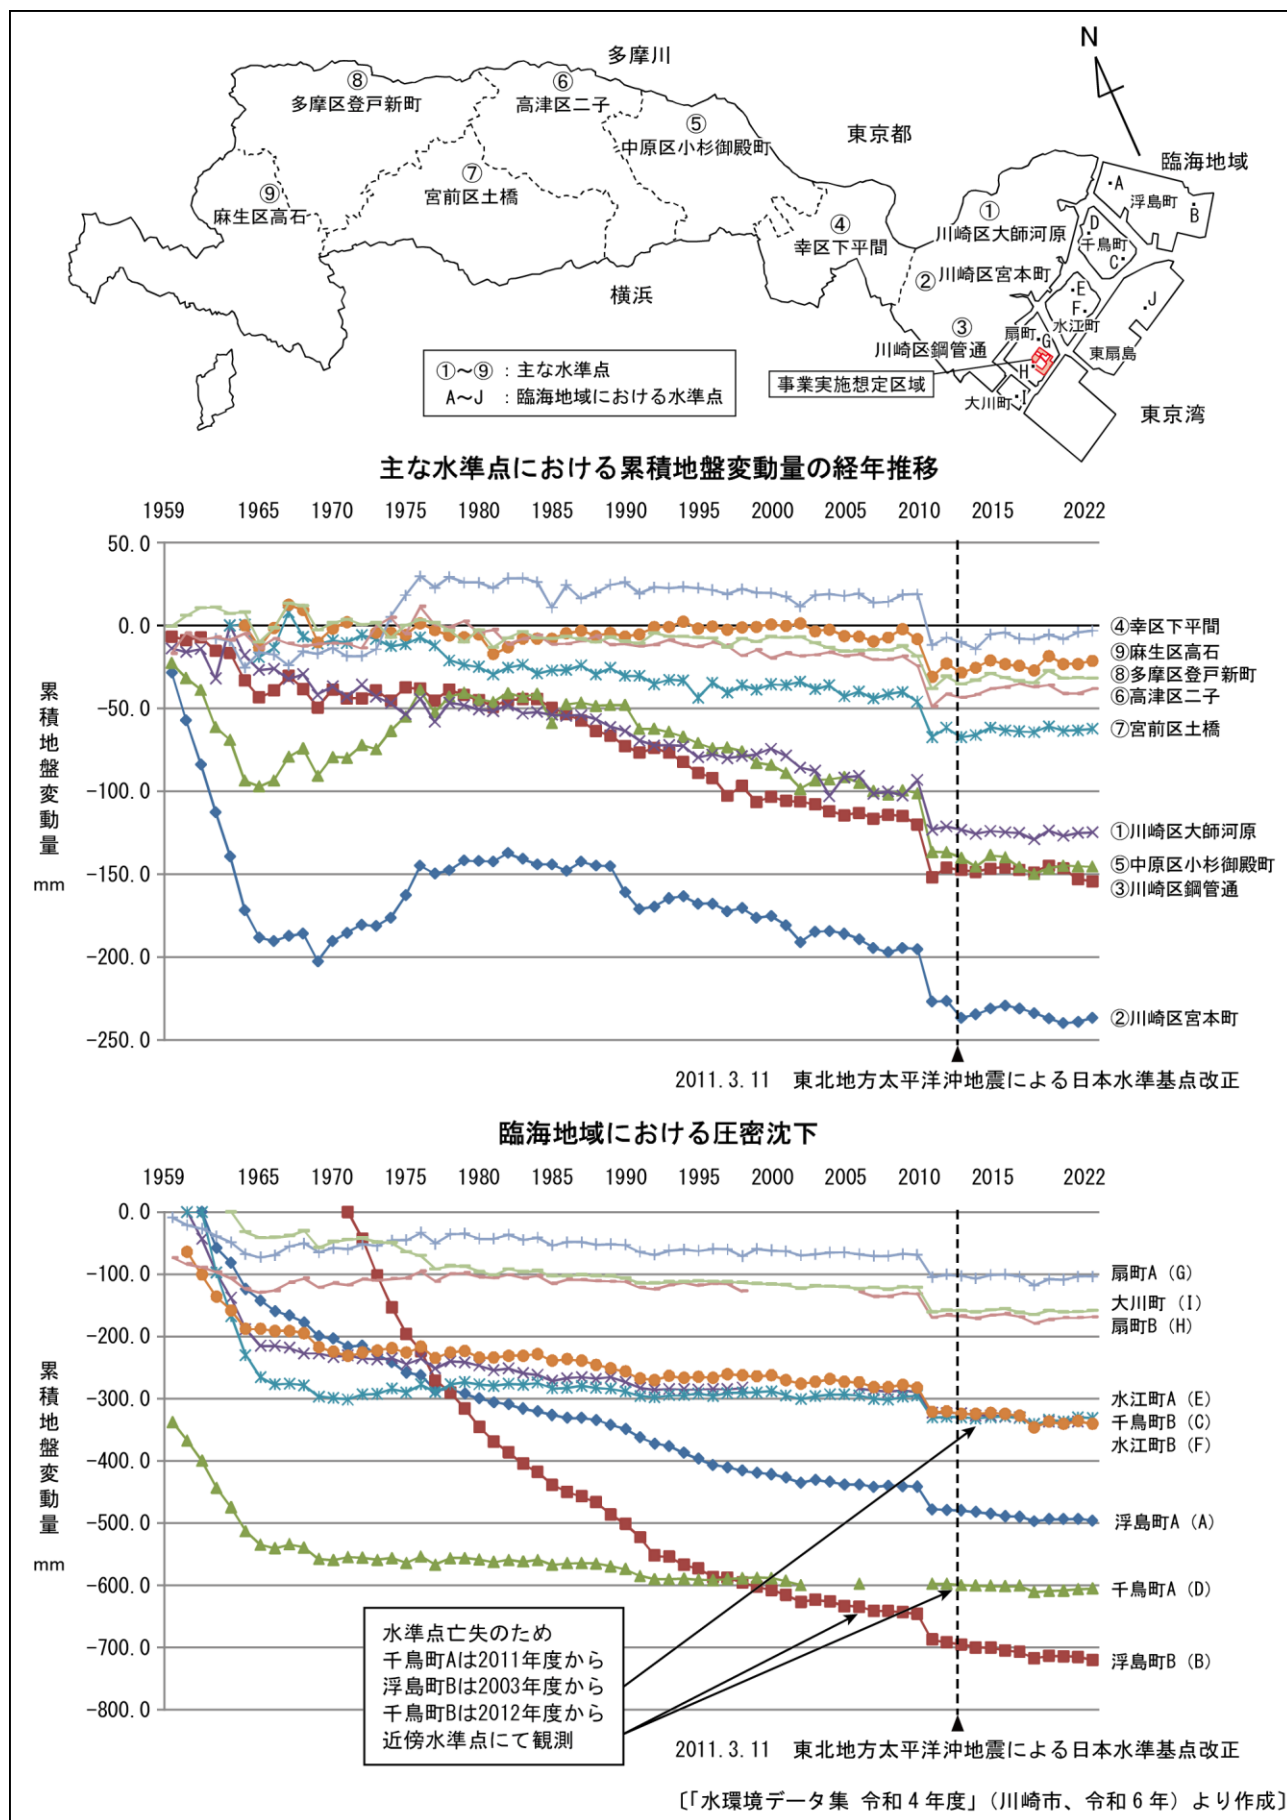 多摩川
N
⑧
多摩区登戸新町
⑥
高津区二子
⑤
中原区小杉御殿町
東京都
臨海地域
A
浮島町
B
⑦
宮前区土橋
⑨
麻生区高石
④
幸区下平間
①
川崎区大師河原
D
千鳥町
C
②
川崎区宮本町
横浜
E
F
水江町
J
③
川崎区鋼管通
扇町
G
東扇島
H
I
大川町
事業実施想定区域
①～⑨ : 主な水準点
A～J : 臨海地域における水準点
東京湾
主な水準点における累積地盤変動量の経年推移
1959 1965 1970 1975 1980 1985 1990 1995 2000 2005 2010 2015 2022
50.0
0.0
-50.0
-100.0
-150.0
-200.0
-250.0
累積地盤変動量
mm
④幸区下平間
⑨麻生区高石
⑧多摩区登戸新町
⑥高津区二子
⑦宮前区土橋
①川崎区大師河原
⑤中原区小杉御殿町
③川崎区鋼管通
②川崎区宮本町
2011.3.11 東北地方太平洋沖地震による日本水準基点改正
臨海地域における圧密沈下
1959 1965 1970 1975 1980 1985 1990 1995 2000 2005 2010 2015 2022
0.0
-100.0
-200.0
-300.0
-400.0
-500.0
-600.0
-700.0
-800.0
累積地盤変動量
mm
扇町A（G）
大川町（I）
扇町B（H）
水江町A（E）
千鳥町B（C）
水江町B（F）
浮島町A（A）
千鳥町A（D）
浮島町B（B）
水準点亡失のため
千鳥町Aは2011年度から
浮島町Bは2003年度から
千鳥町Bは2012年度から
近傍水準点にて観測
2011.3.11 東北地方太平洋沖地震による日本水準基点改正
〔「水環境データ集 令和４年度」（川崎市、令和６年）より作成〕